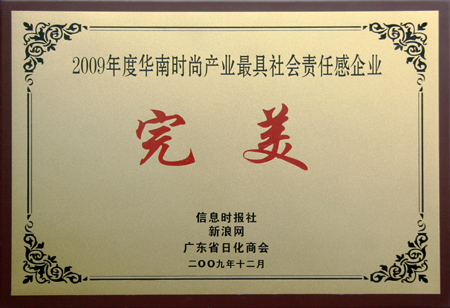 2009年度华南时尚产业最具社会责任感企业
完美
信息时报社
新浪网
广东省日化商会
二OO九年十二月